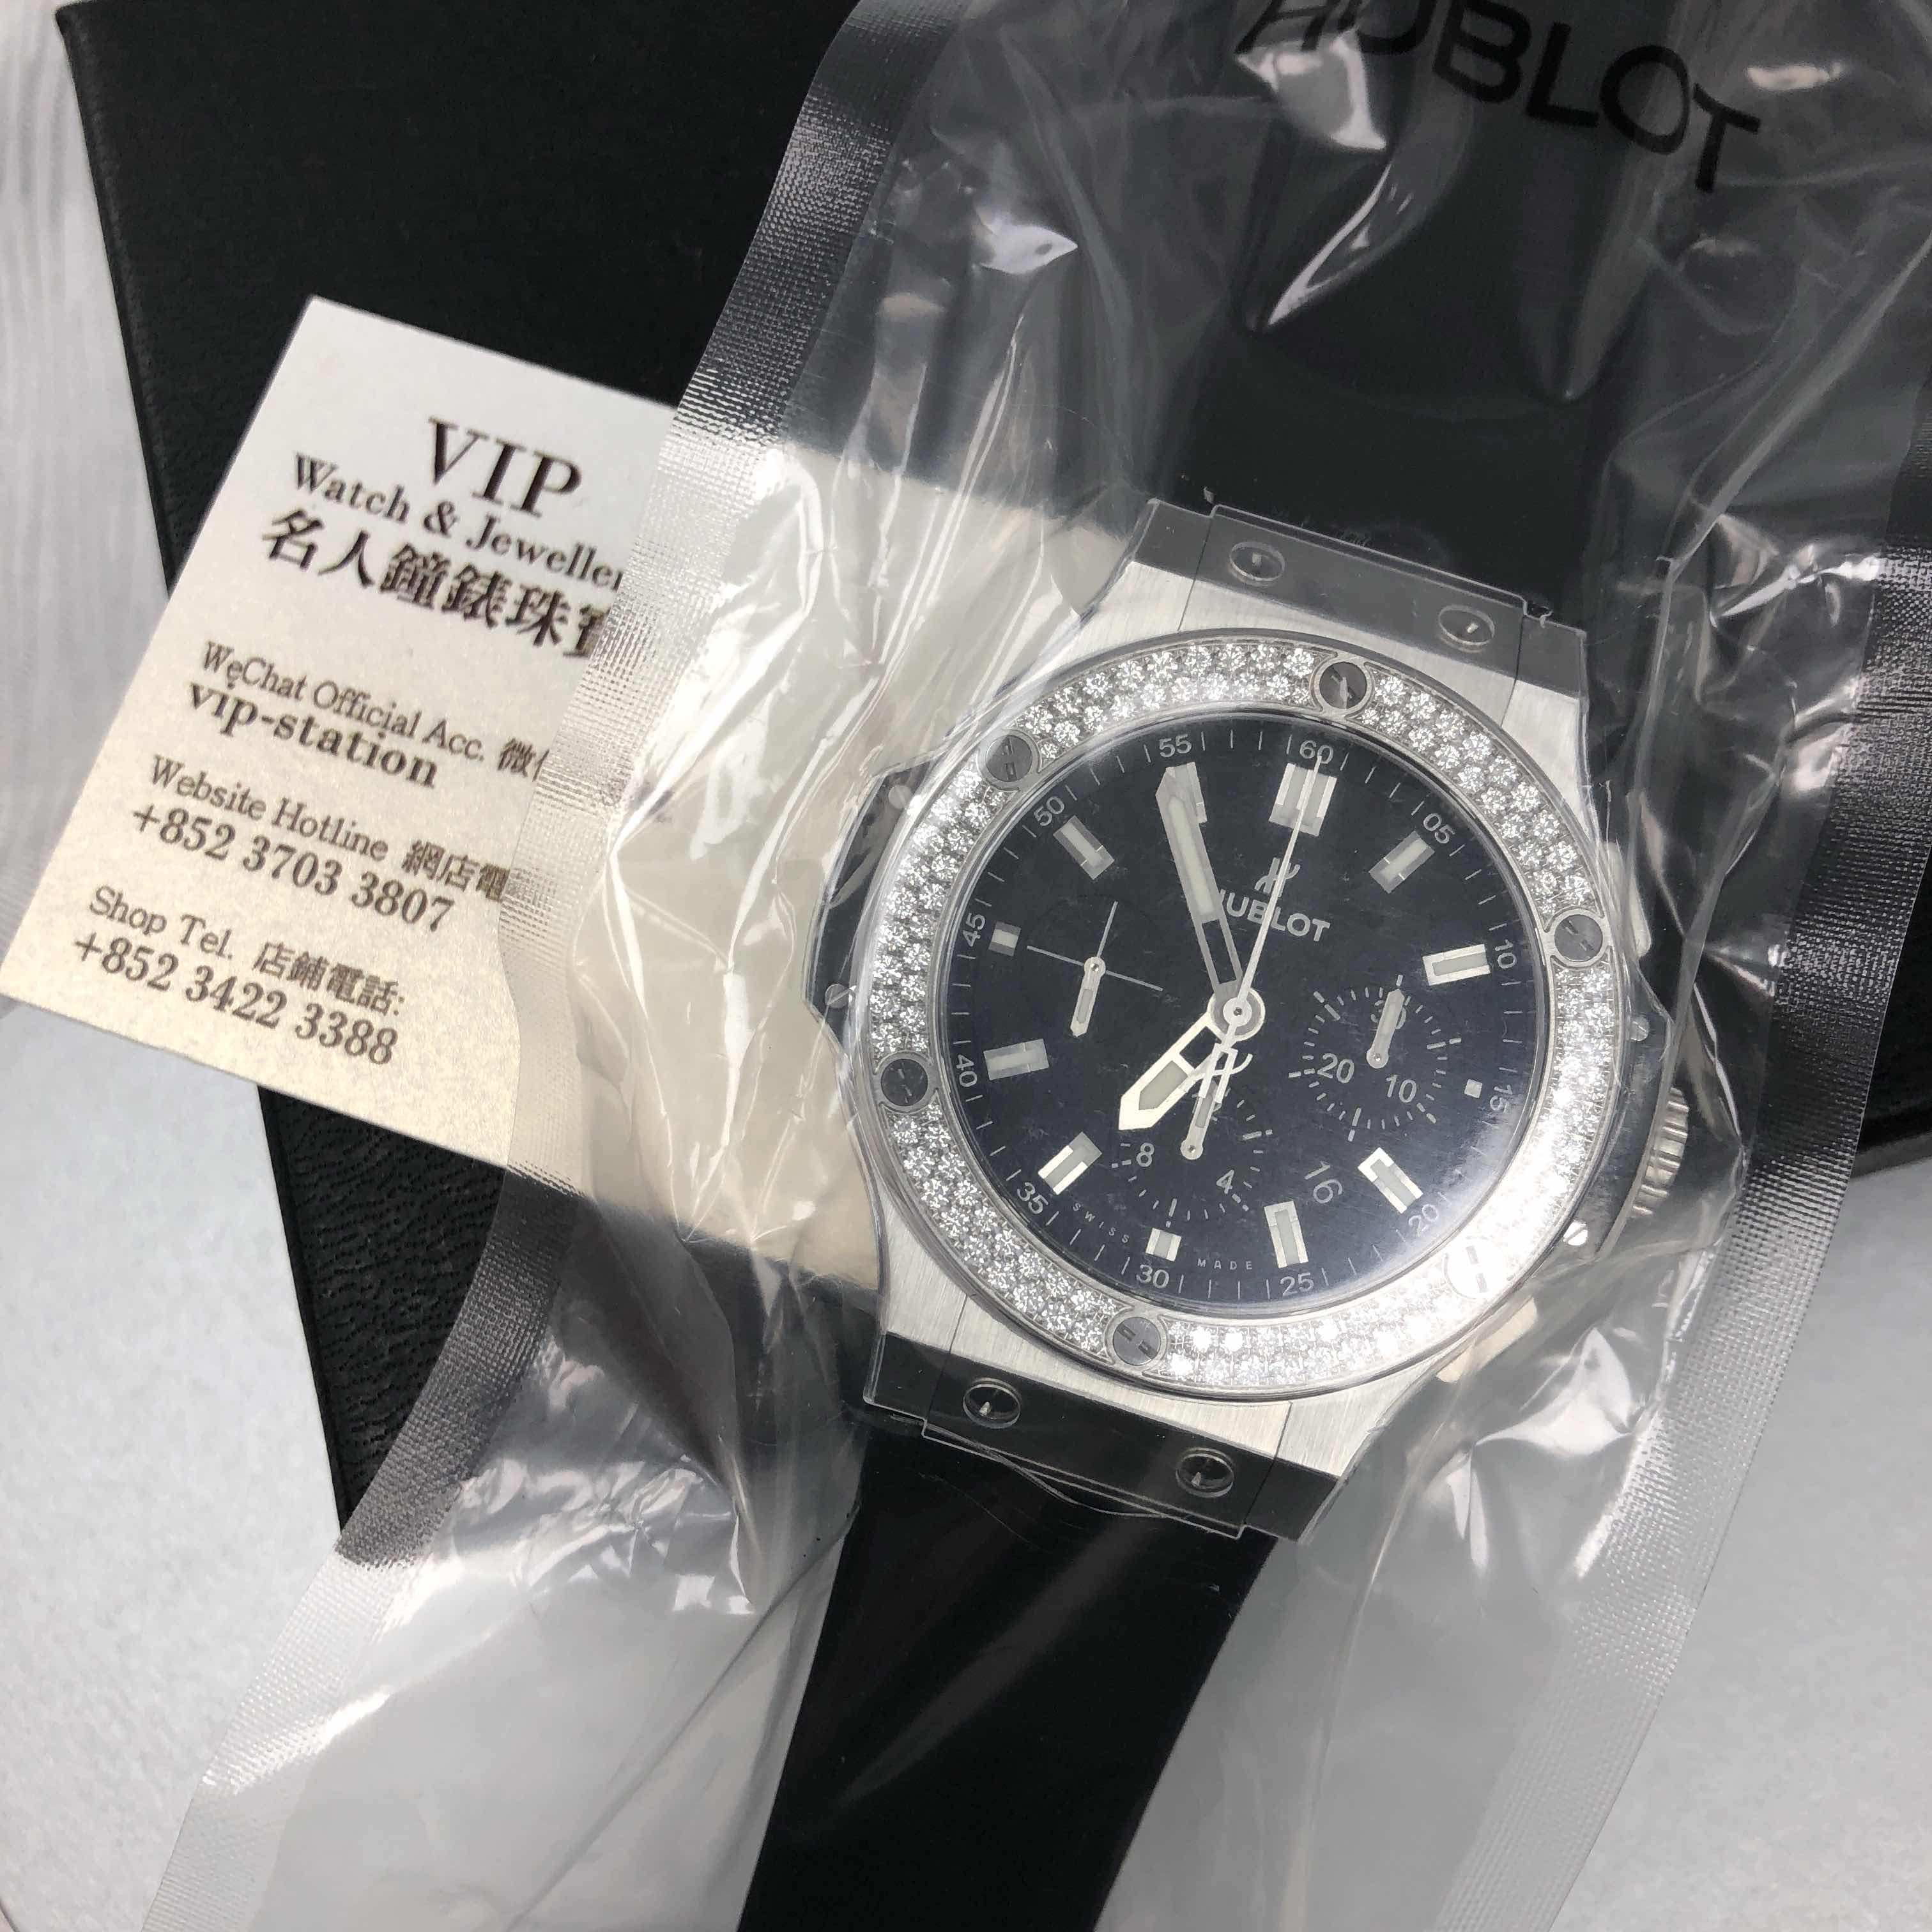 HUBLOT
VIP
Watch & Jeweller
名人鐘錶珠寶
WeChat Official Acc. 微信
vip-station
Website Hotline 網店電
+852 3703 3807
Shop Tel. 店鋪電話:
+852 3422 3388
55
60
05
50
HUBLOT
45
10
30
20
10
40
15
8
4
16
35
20
SWISS MADE
30
25